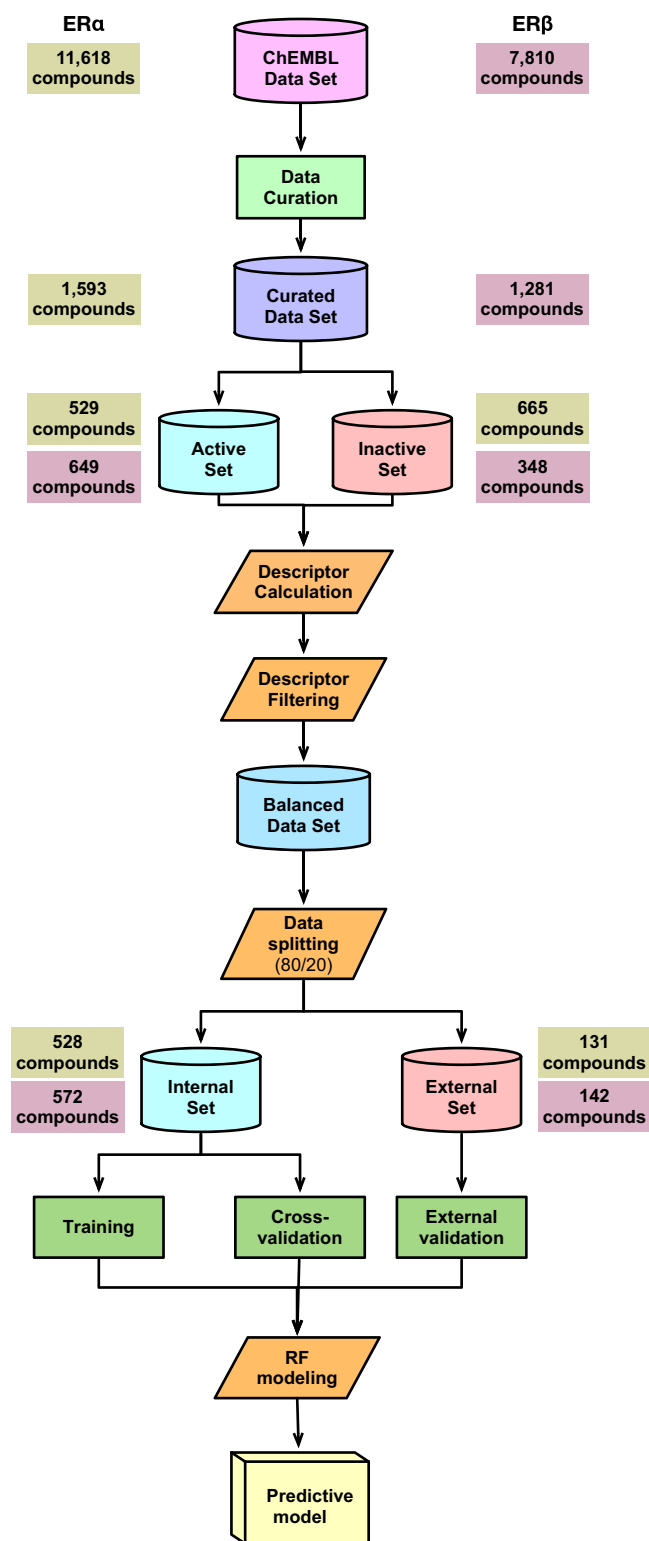 ERα
ERβ
11,618
compounds
ChEMBL
Data Set
7,810
compounds
Data
Curation
1,593
compounds
Curated
Data Set
1,281
compounds
529
compounds
649
compounds
Active
Set
Inactive
Set
665
compounds
348
compounds
Descriptor
Calculation
Descriptor
Filtering
Balanced
Data Set
Data
splitting
(80/20)
528
compounds
572
compounds
Internal
Set
External
Set
131
compounds
142
compounds
Training
Cross-
validation
External
validation
RF
modeling
Predictive
model